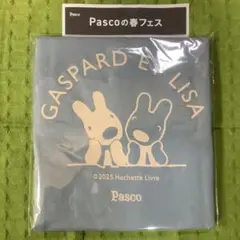 Pasco
Pascoの春フェス
GASPARD ET LISA
©2025 Hachette Livre
Pasco